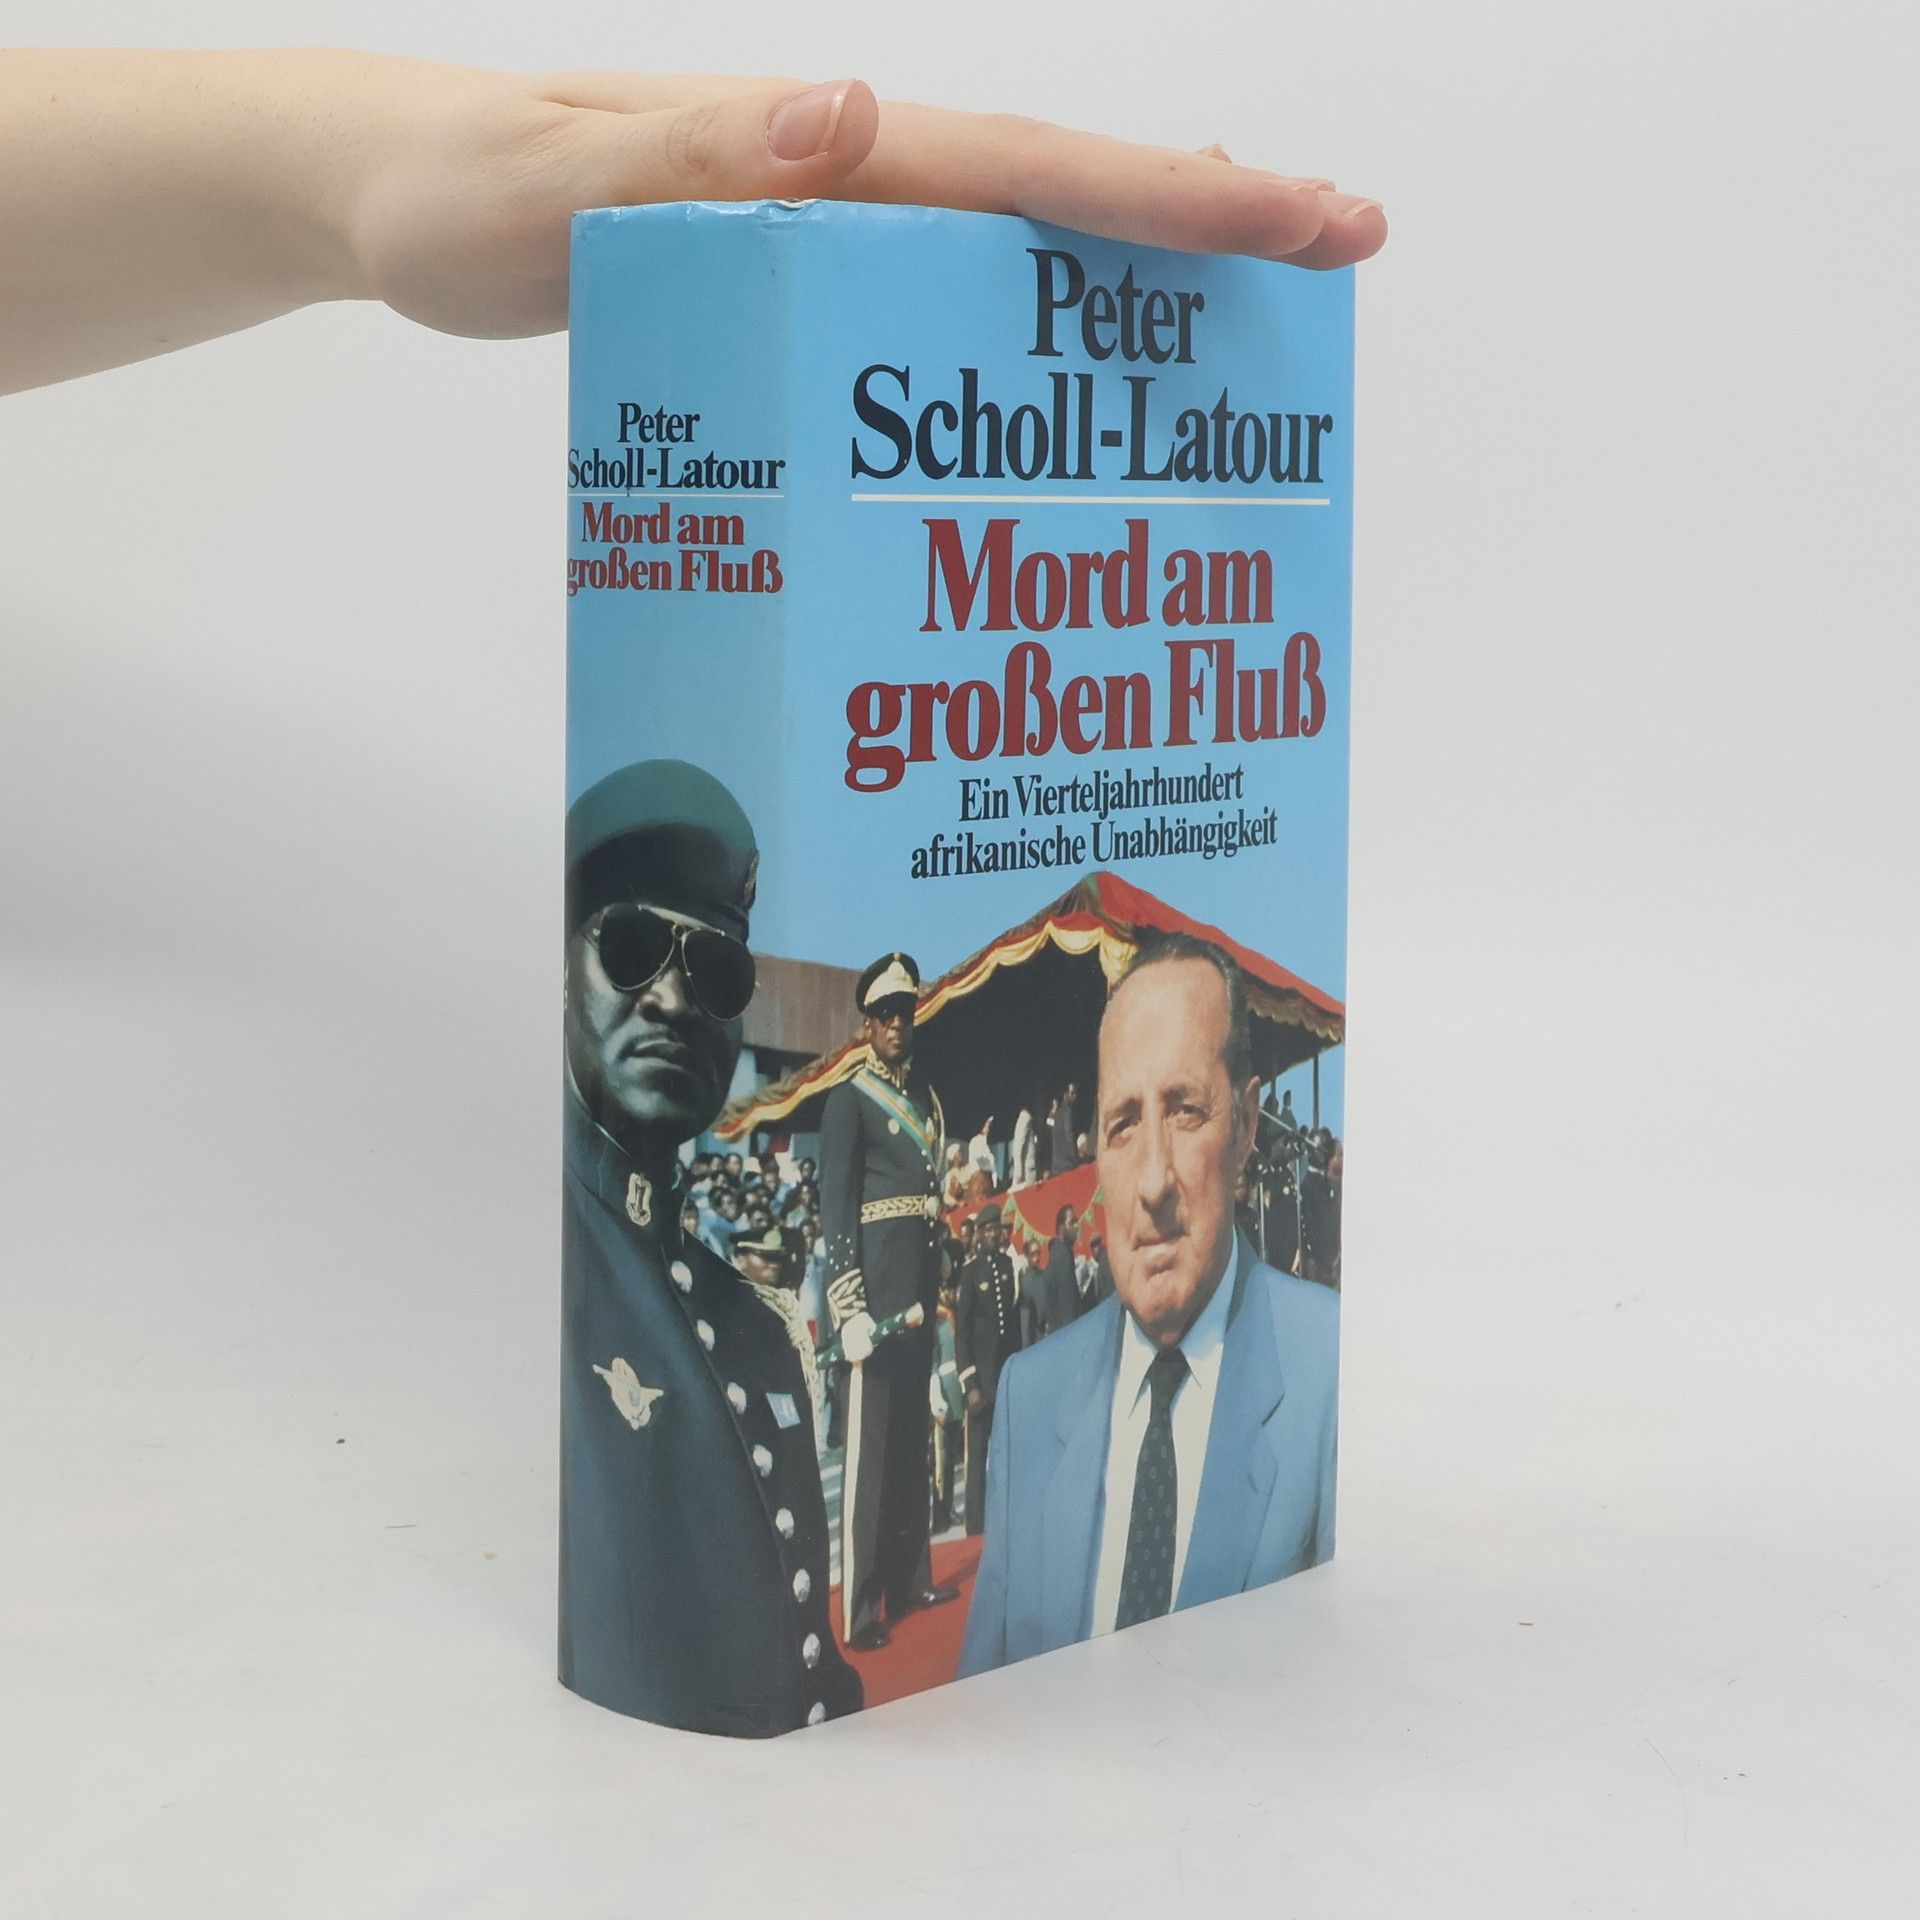 Peter
Scholl-Latour
Mord am
großen Fluß
Peter
Scholl-Latour
Mord am
großen Fluß
Ein Vierteljahrhundert
afrikanische Unabhängigkeit